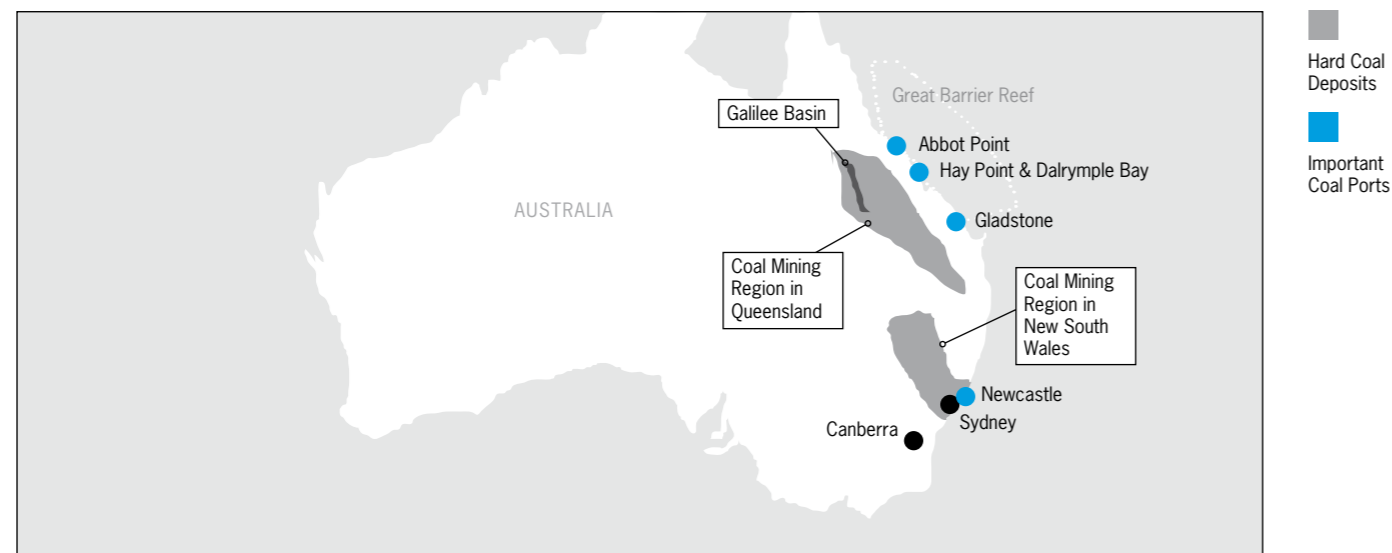 Great Barrier Reef
Galilee Basin
Abbot Point
Hay Point & Dalrymple Bay
AUSTRALIA
Gladstone
Coal Mining
Region in
Queensland
Coal Mining
Region in
New South
Wales
Newcastle
Sydney
Canberra
Hard Coal
Deposits
Important
Coal Ports